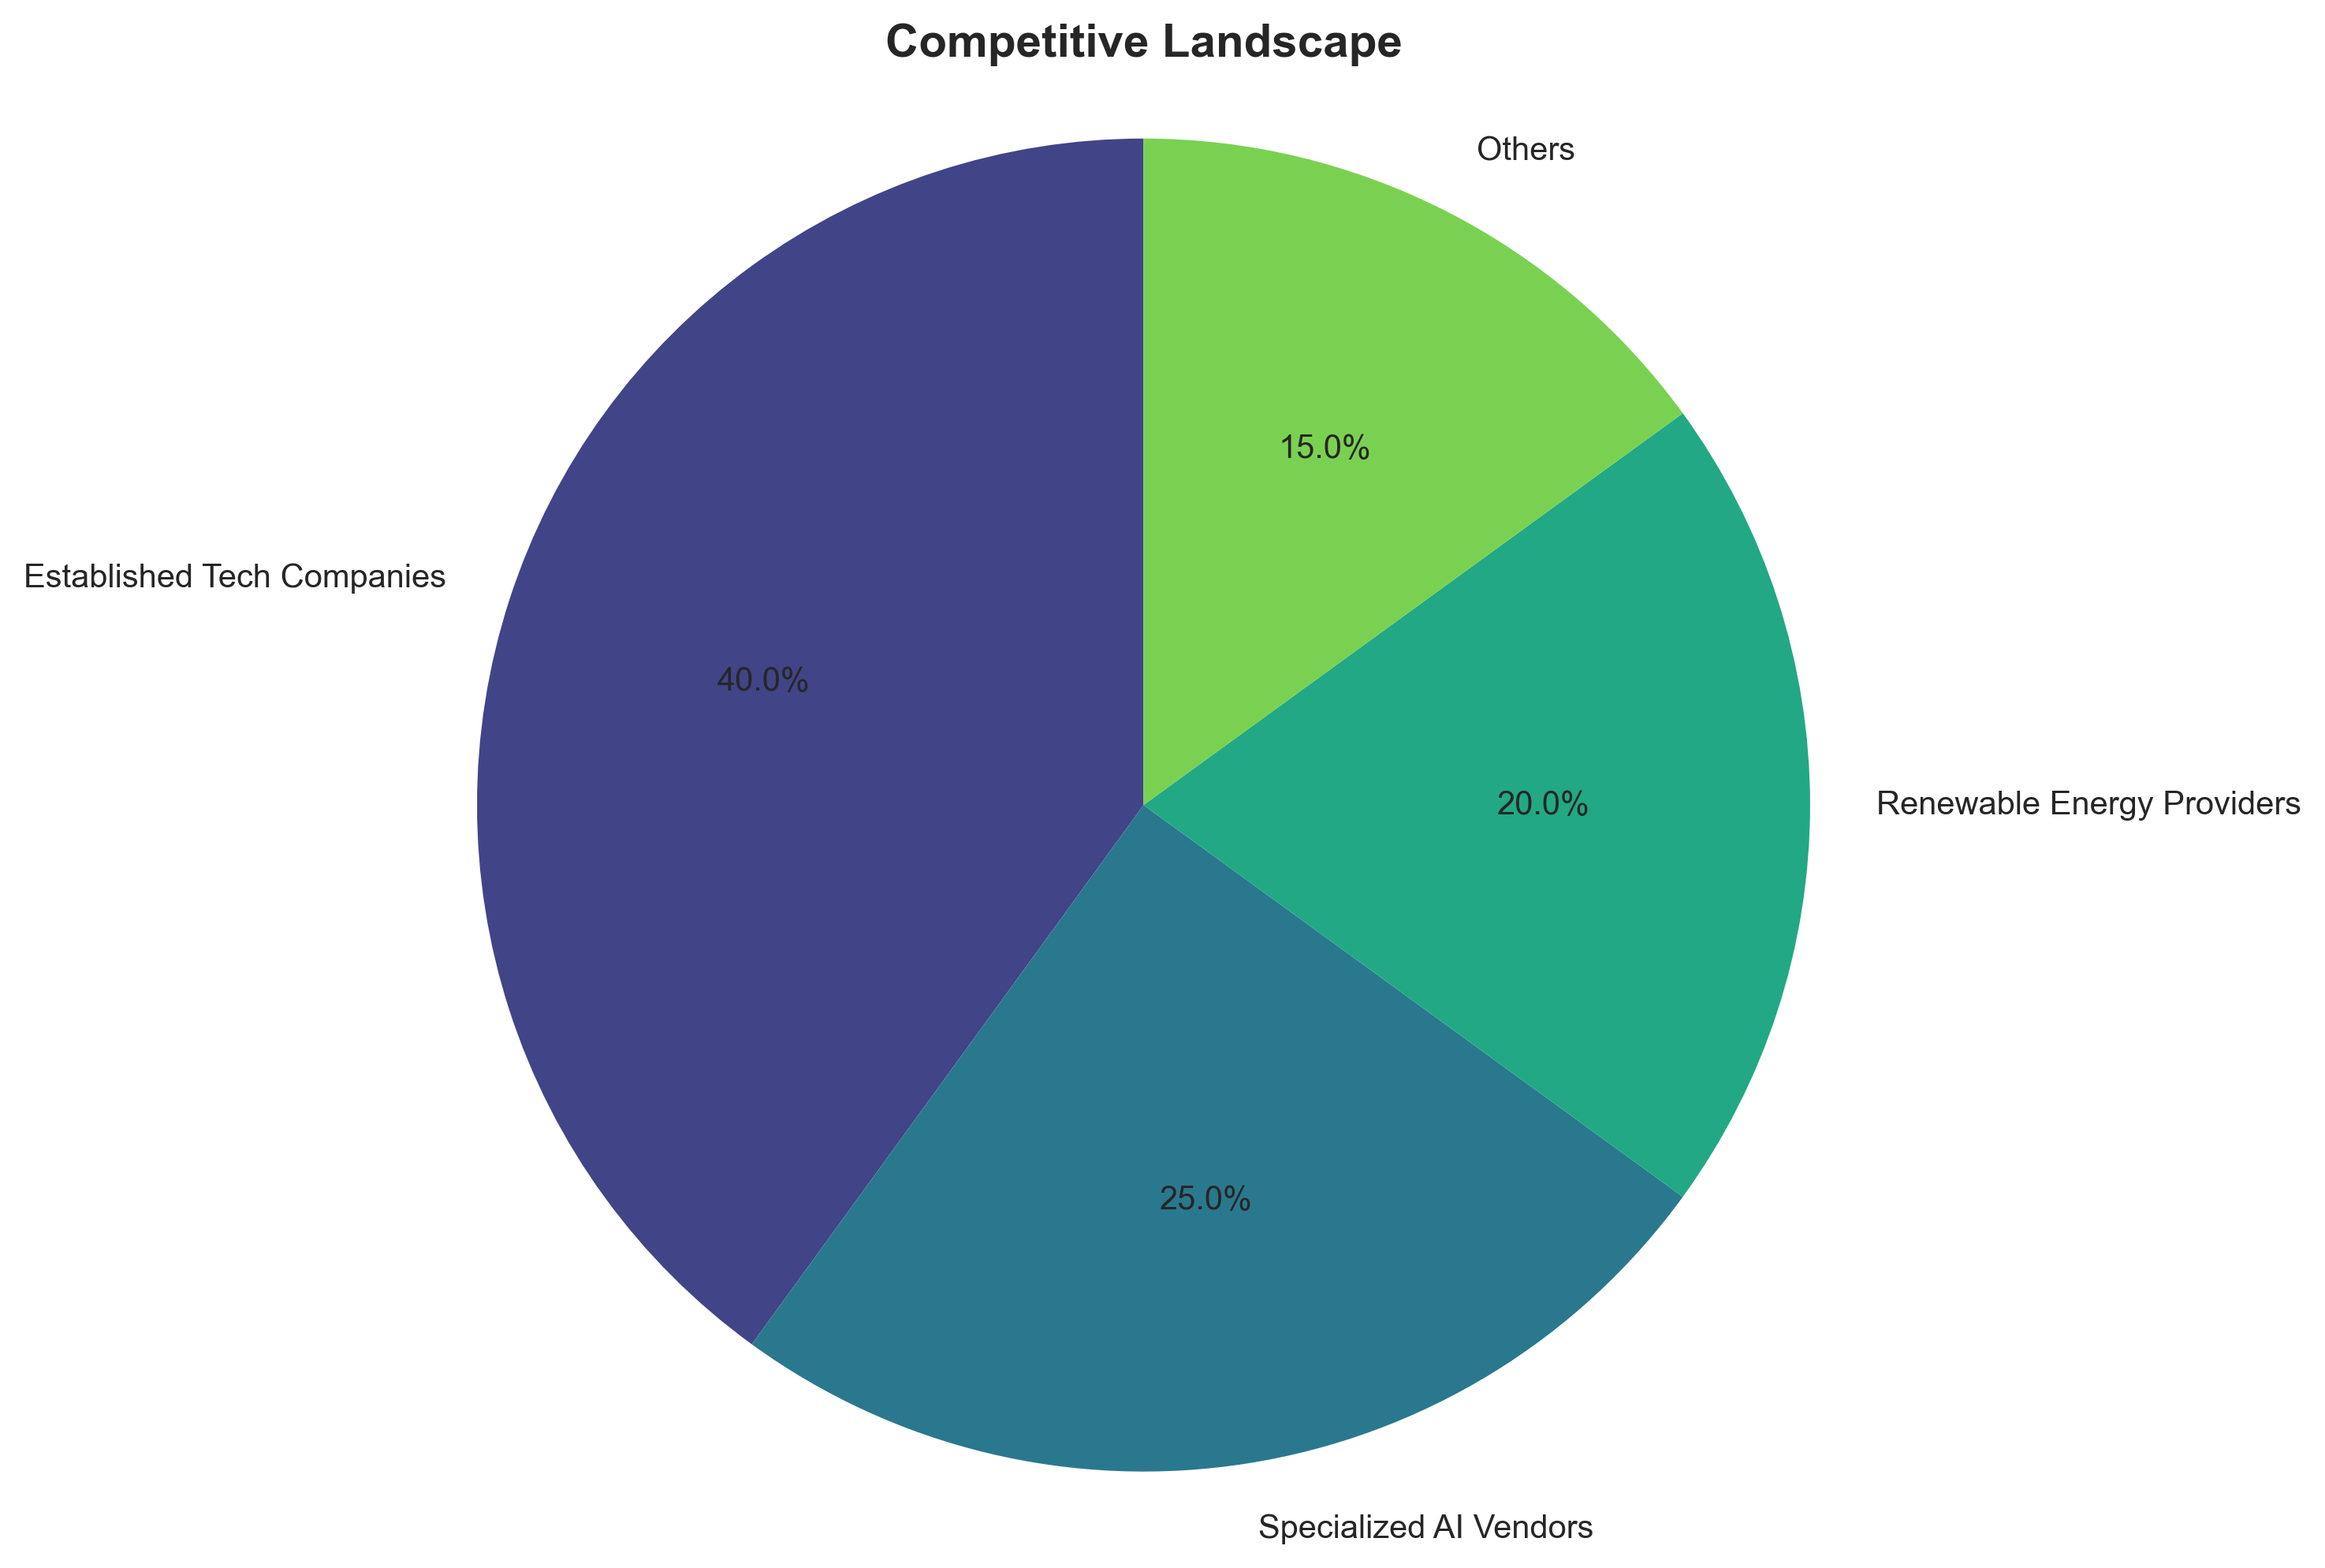 Competitive Landscape
Others
15.0%
Established Tech Companies
40.0%
20.0%
Renewable Energy Providers
25.0%
Specialized AI Vendors